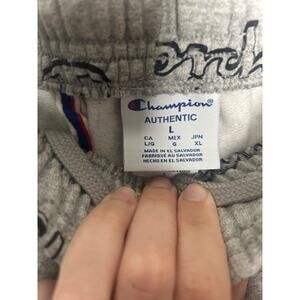 Champion
AUTHENTIC
L
CA MEX JPN
L/G G XL
MADE IN EL SALVADOR
FABRIQUÉ AU SALVADOR
HECHO EN EL SALVADOR